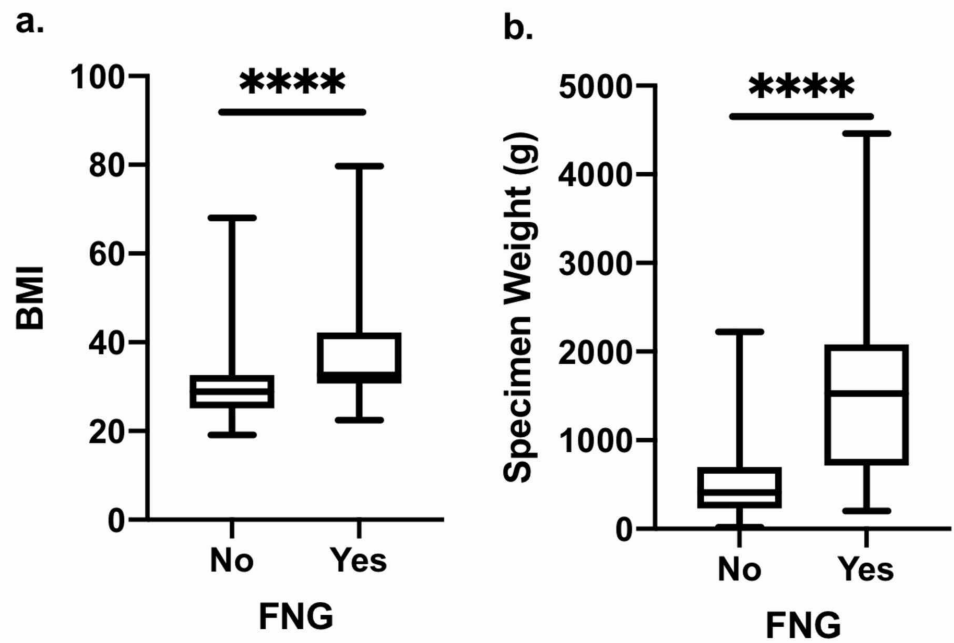 a.
****
100
80
60
40
20
0
BMI
No Yes
FNG
b.
****
5000
4000
3000
2000
1000
0
Specimen Weight (g)
No Yes
FNG